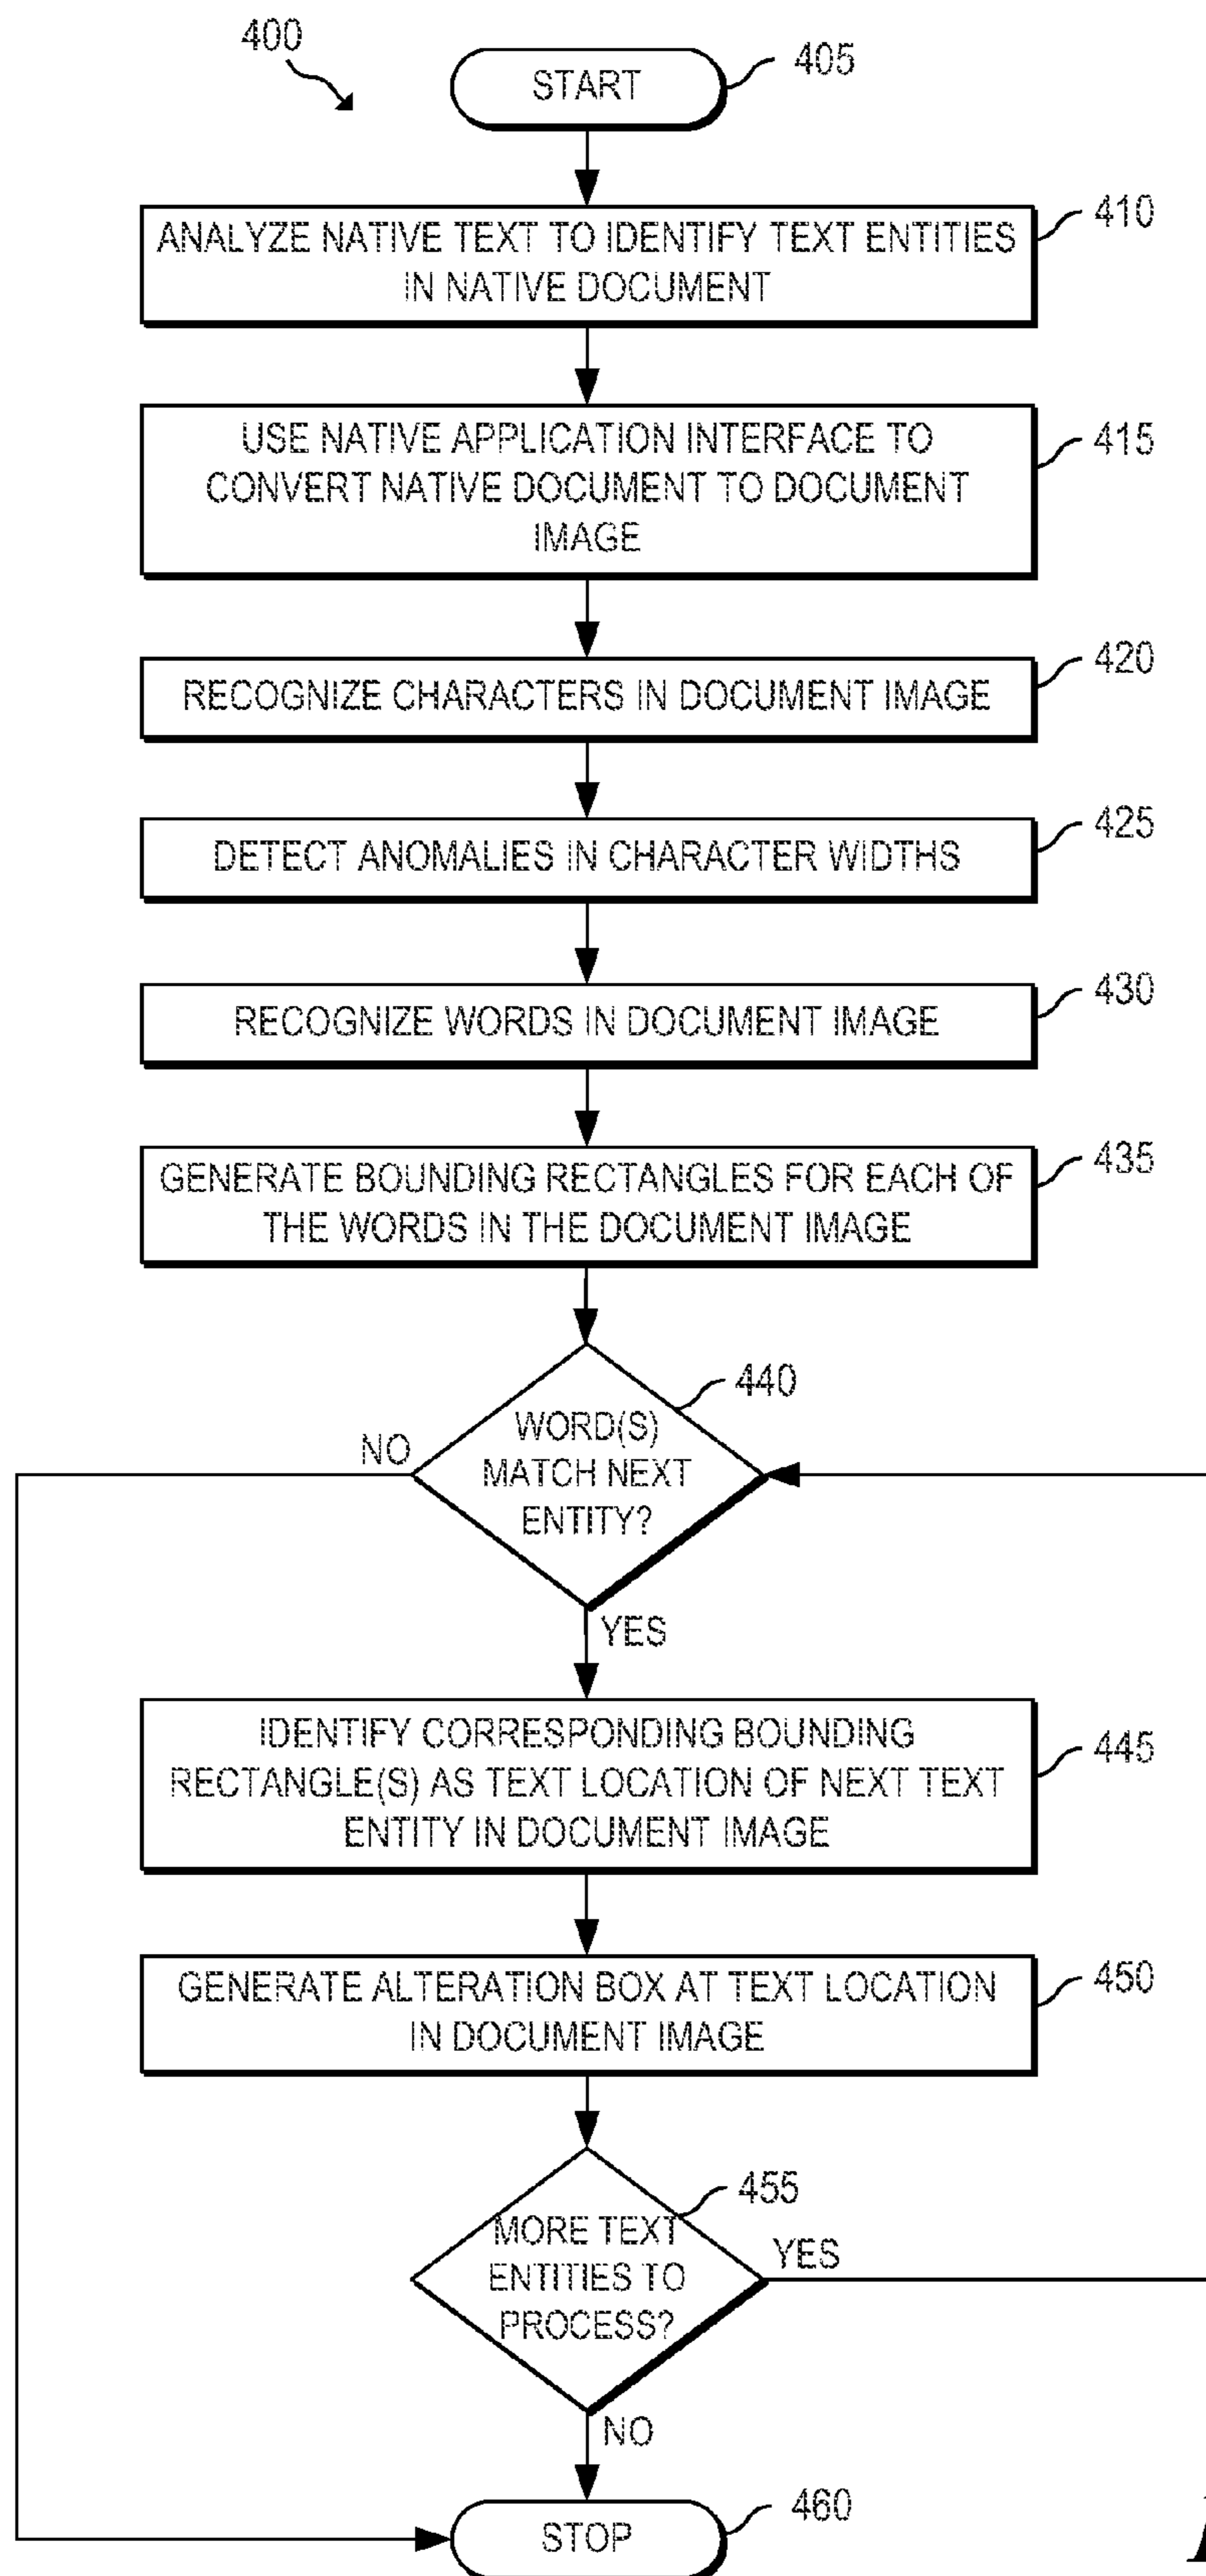 400
START
405
ANALYZE NATIVE TEXT TO IDENTIFY TEXT ENTITIES
IN NATIVE DOCUMENT
410
USE NATIVE APPLICATION INTERFACE TO
CONVERT NATIVE DOCUMENT TO DOCUMENT
IMAGE
415
RECOGNIZE CHARACTERS IN DOCUMENT IMAGE
420
DETECT ANOMALIES IN CHARACTER WIDTHS
425
RECOGNIZE WORDS IN DOCUMENT IMAGE
430
GENERATE BOUNDING RECTANGLES FOR EACH OF
THE WORDS IN THE DOCUMENT IMAGE
435
WORD(S)
MATCH NEXT
ENTITY?
440
NO
YES
IDENTIFY CORRESPONDING BOUNDING
RECTANGLE(S) AS TEXT LOCATION OF NEXT TEXT
ENTITY IN DOCUMENT IMAGE
445
GENERATE ALTERATION BOX AT TEXT LOCATION
IN DOCUMENT IMAGE
450
MORE TEXT
ENTITIES TO
PROCESS?
455
YES
NO
STOP
460